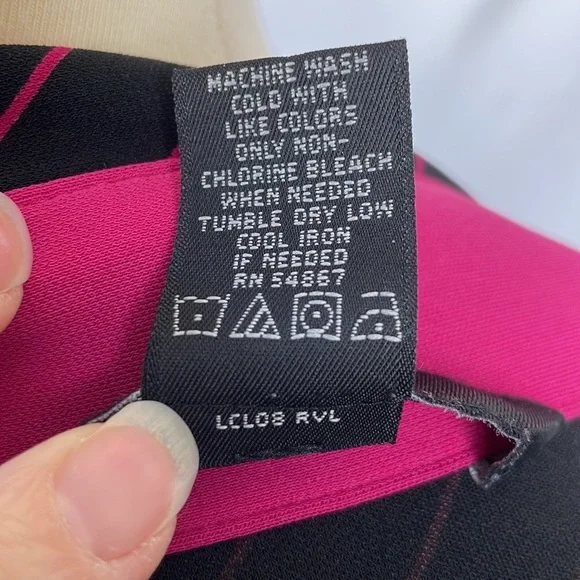 MACHINE WASH
COLD WITH
LIKE COLORS
ONLY NON-
CHLORINE BLEACH
WHEN NEEDED
TUMBLE DRY LOW
COOL IRON
IF NEEDED
RN 54867
LCL08 RVL